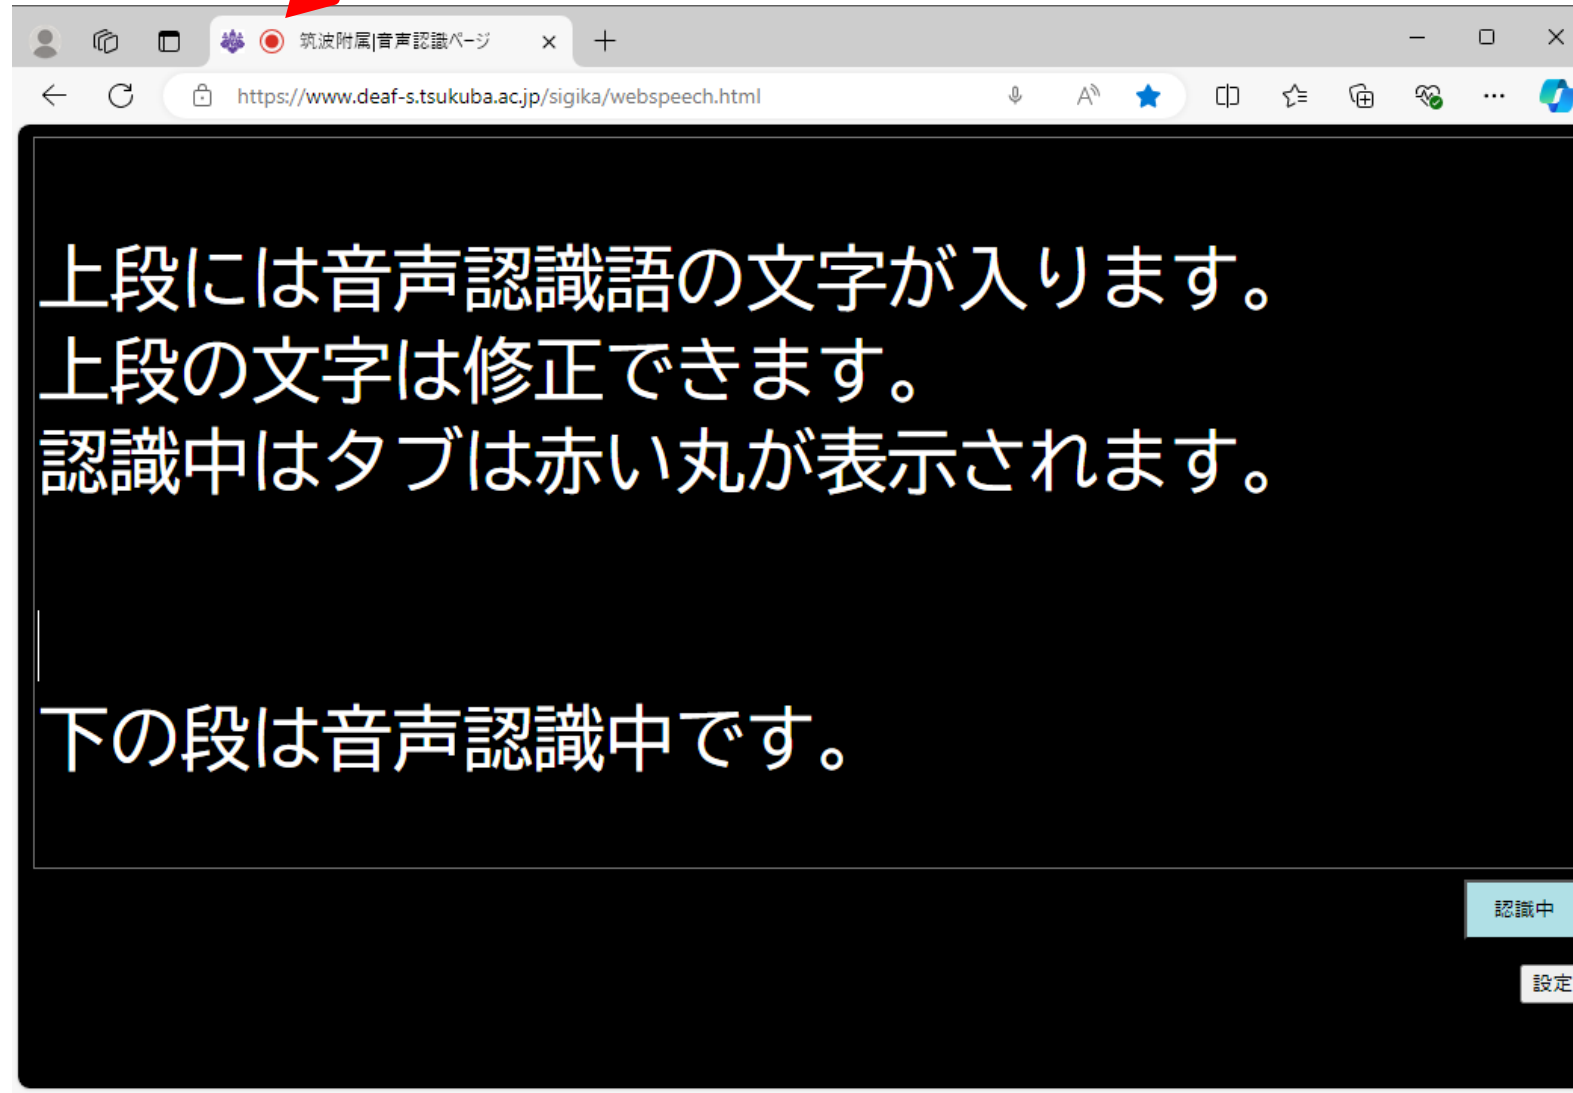 筑波附属|音声認識ページ
https://www.deaf-s.tsukuba.ac.jp/sigika/webspeech.html
上段には音声認識語の文字が入ります。
上段の文字は修正できます。
認識中はタブは赤い丸が表示されます。
下の段は音声認識中です。
認識中
設定